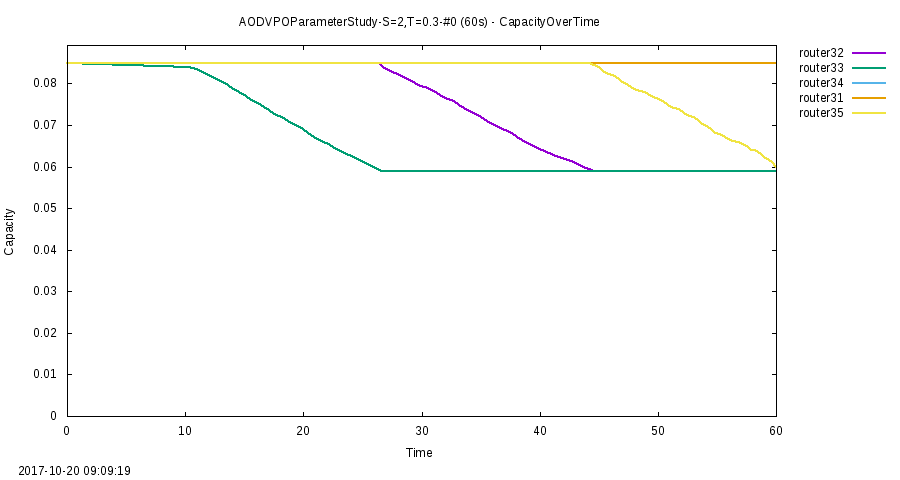 AODVPOParameterStudy-S=2,T=0.3-#0 (60s) - CapacityOverTime
router32
router33
router34
router31
router35
0.08
0.07
0.06
0.05
0.04
0.03
0.02
0.01
0
Capacity
0 10 20 30 40 50 60
Time
2017-10-20 09:09:19